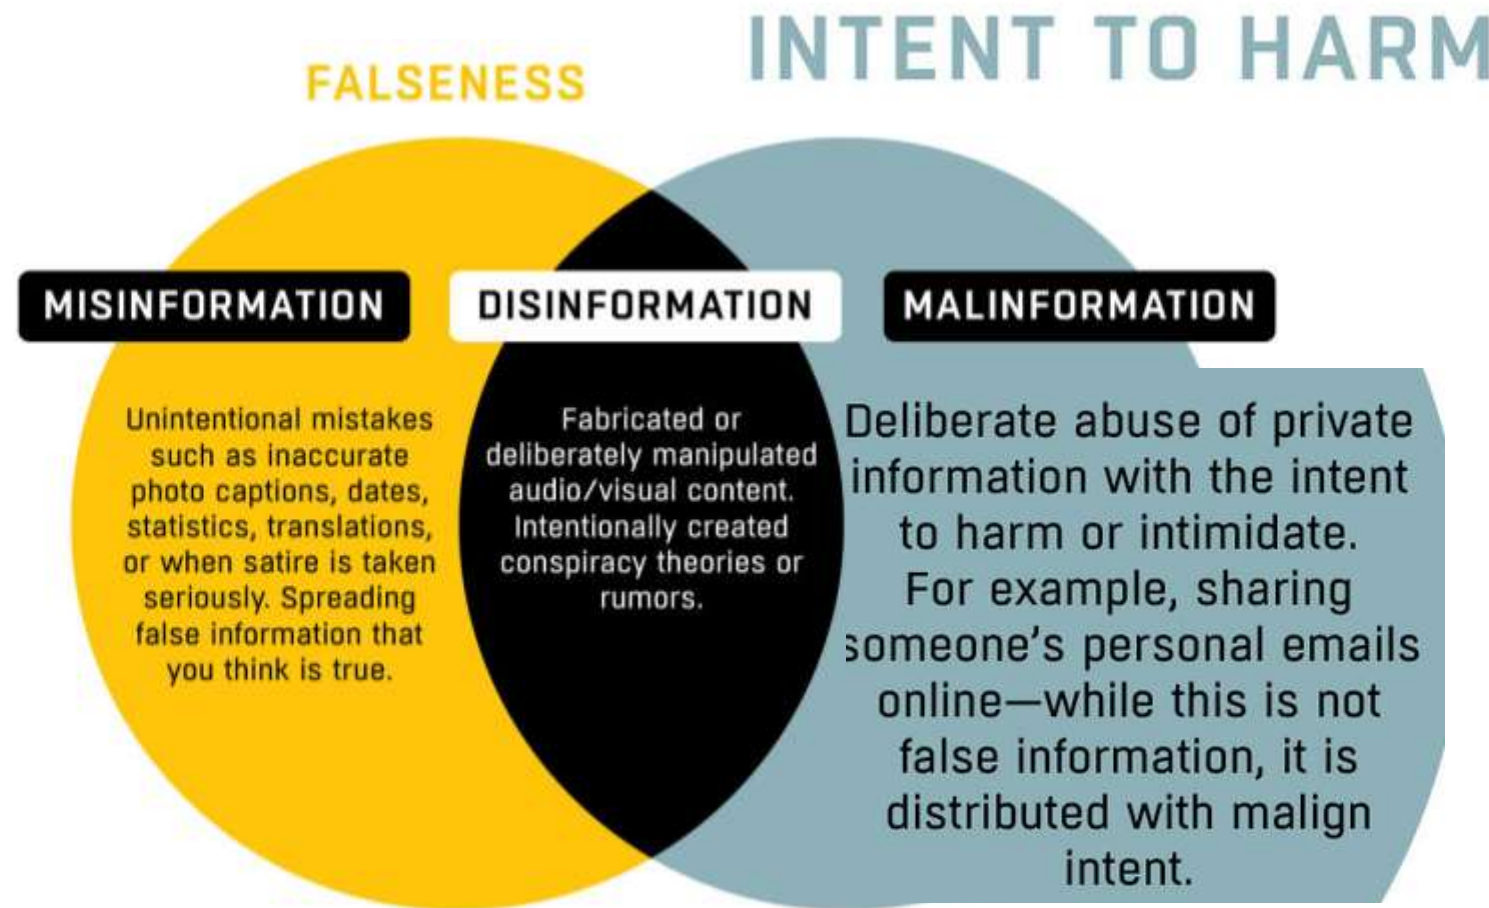 FALSENESS
INTENT TO HARM
MISINFORMATION
Unintentional mistakes
such as inaccurate
photo captions, dates,
statistics, translations,
or when satire is taken
seriously. Spreading
false information that
you think is true.
DISINFORMATION
Fabricated or
deliberately manipulated
audio/visual content.
Intentionally created
conspiracy theories or
rumors.
MALINFORMATION
Deliberate abuse of private
information with the intent
to harm or intimidate.
For example, sharing
someone’s personal emails
online—while this is not
false information, it is
distributed with malign
intent.